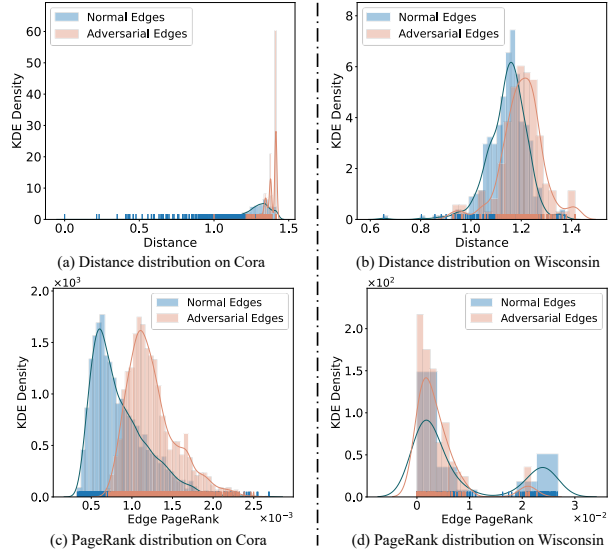 Normal Edges
Adversarial Edges
KDE Density
60
50
40
30
20
10
0
0.0
0.5
1.0
1.5
Distance
(a) Distance distribution on Cora
Normal Edges
Adversarial Edges
KDE Density
8
6
4
2
0
0.6
0.8
1.0
1.2
1.4
Distance
(b) Distance distribution on Wisconsin
×10⁻³
Normal Edges
Adversarial Edges
KDE Density
2.0
1.5
1.0
0.5
0.0
0.5
1.0
1.5
2.0
2.5
×10⁻³
Edge PageRank
(c) PageRank distribution on Cora
×10²
Normal Edges
Adversarial Edges
KDE Density
2.0
1.5
1.0
0.5
0.0
0.0
1.0
2.0
3.0
×10⁻²
Edge PageRank
(d) PageRank distribution on Wisconsin